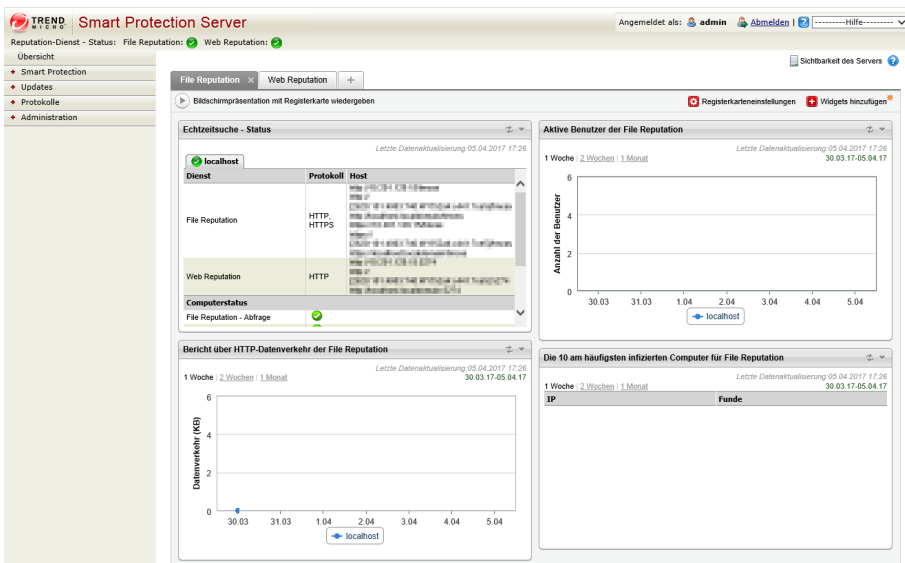 TREND MICRO Smart Protection Server
Angemeldet als: admin Abmelden | ---------Hilfe---------
Reputation-Dienst - Status: File Reputation: Web Reputation:
Übersicht
Smart Protection
Updates
Protokolle
Administration
Sichtbarkeit des Servers
File Reputation × Web Reputation +
Bildschirmpräsentation mit Registerkarte wiedergeben
Registerkarteneinstellungen Widgets hinzufügen
Echtzeitsuche - Status
Letzte Datenaktualisierung:05.04.2017 17:26
localhost
Dienst Protokoll Host
File Reputation HTTP, HTTPS
Web Reputation HTTP
Computerstatus
File Reputation - Abfrage
Aktive Benutzer der File Reputation
Letzte Datenaktualisierung:05.04.2017 17:26
1 Woche | 2 Wochen | 1 Monat 30.03.17-05.04.17
Anzahl der Benutzer
6
4
2
0
30.03 31.03 1.04 2.04 3.04 4.04 5.04
localhost
Bericht über HTTP-Datenverkehr der File Reputation
Letzte Datenaktualisierung:05.04.2017 17:26
1 Woche | 2 Wochen | 1 Monat 30.03.17-05.04.17
Datenverkehr (KB)
6
4
2
0
30.03 31.03 1.04 2.04 3.04 4.04 5.04
localhost
Die 10 am häufigsten infizierten Computer für File Reputation
Letzte Datenaktualisierung:05.04.2017 17:26
1 Woche | 2 Wochen | 1 Monat 30.03.17-05.04.17
IP Funde